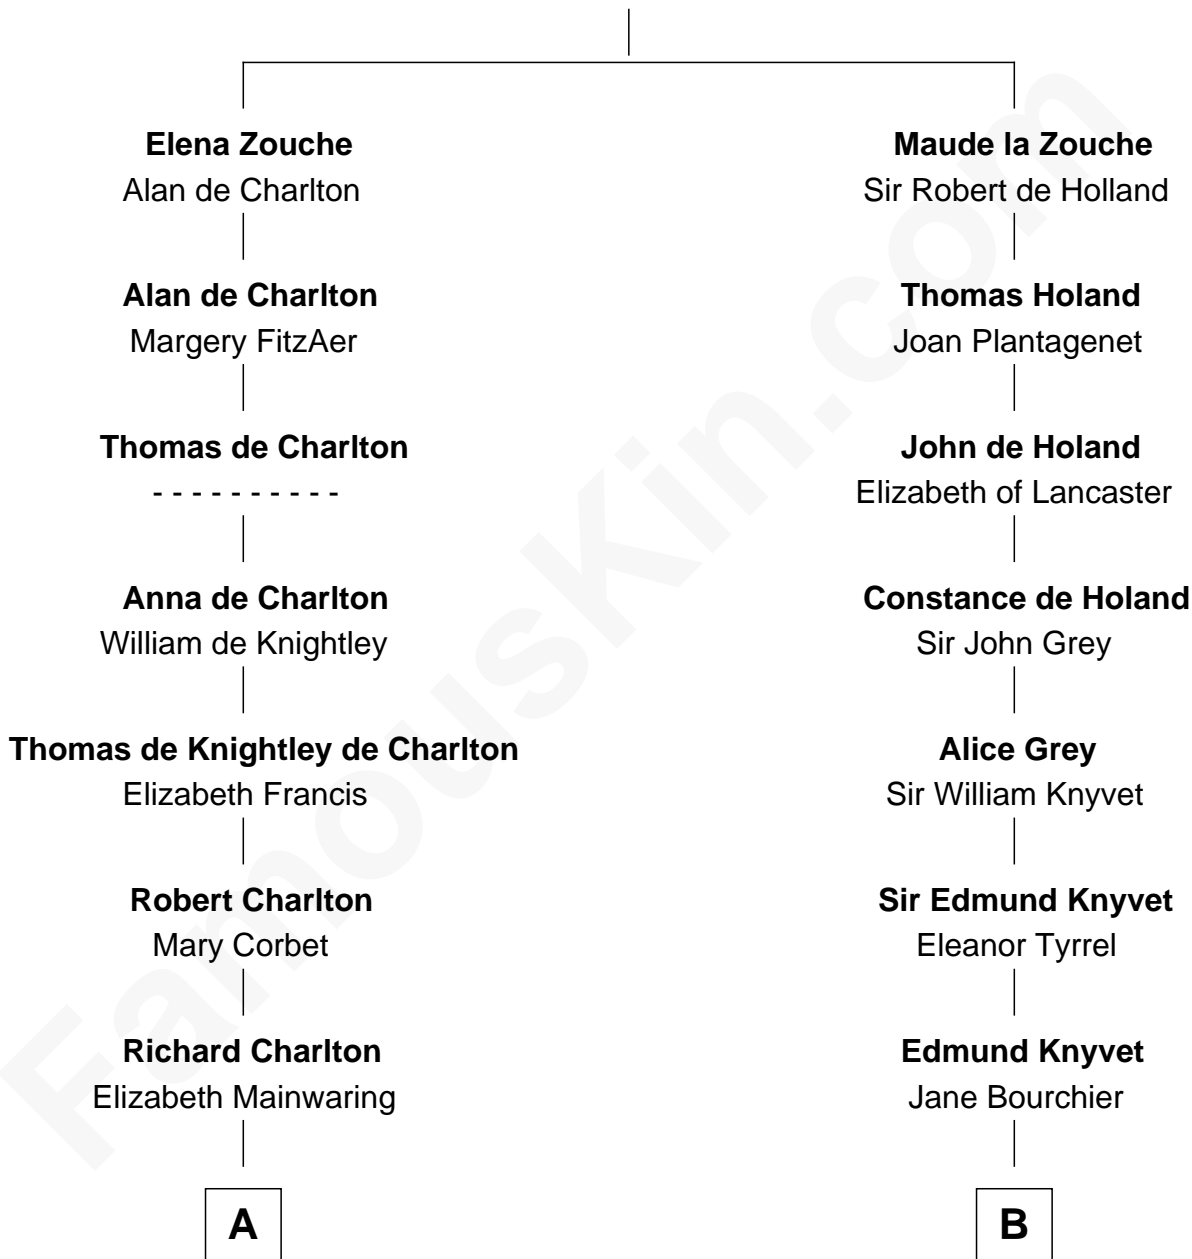 Elena Zouche
Alan de Charlton
Alan de Charlton
Margery FitzAer
Thomas de Charlton
- - - - - - - - - -
Anna de Charlton
William de Knightley
Thomas de Knightley de Charlton
Elizabeth Francis
Robert Charlton
Mary Corbet
Richard Charlton
Elizabeth Mainwaring
A
Maude la Zouche
Sir Robert de Holland
Thomas Holand
Joan Plantagenet
John de Holand
Elizabeth of Lancaster
Constance de Holand
Sir John Grey
Alice Grey
Sir William Knyvet
Sir Edmund Knyvet
Eleanor Tyrrel
Edmund Knyvet
Jane Bourchier
B
FamousKin.com